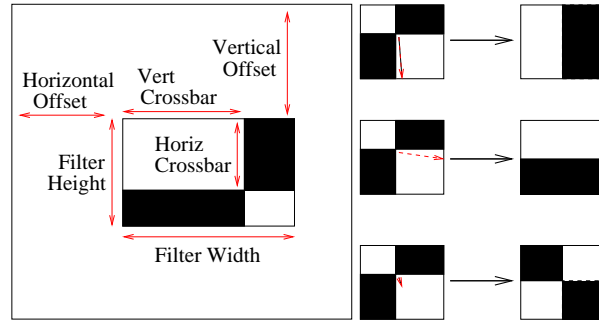 Vertical
Offset
Horizontal
Offset
Vert
Crossbar
Horiz
Crossbar
Filter
Height
Filter Width